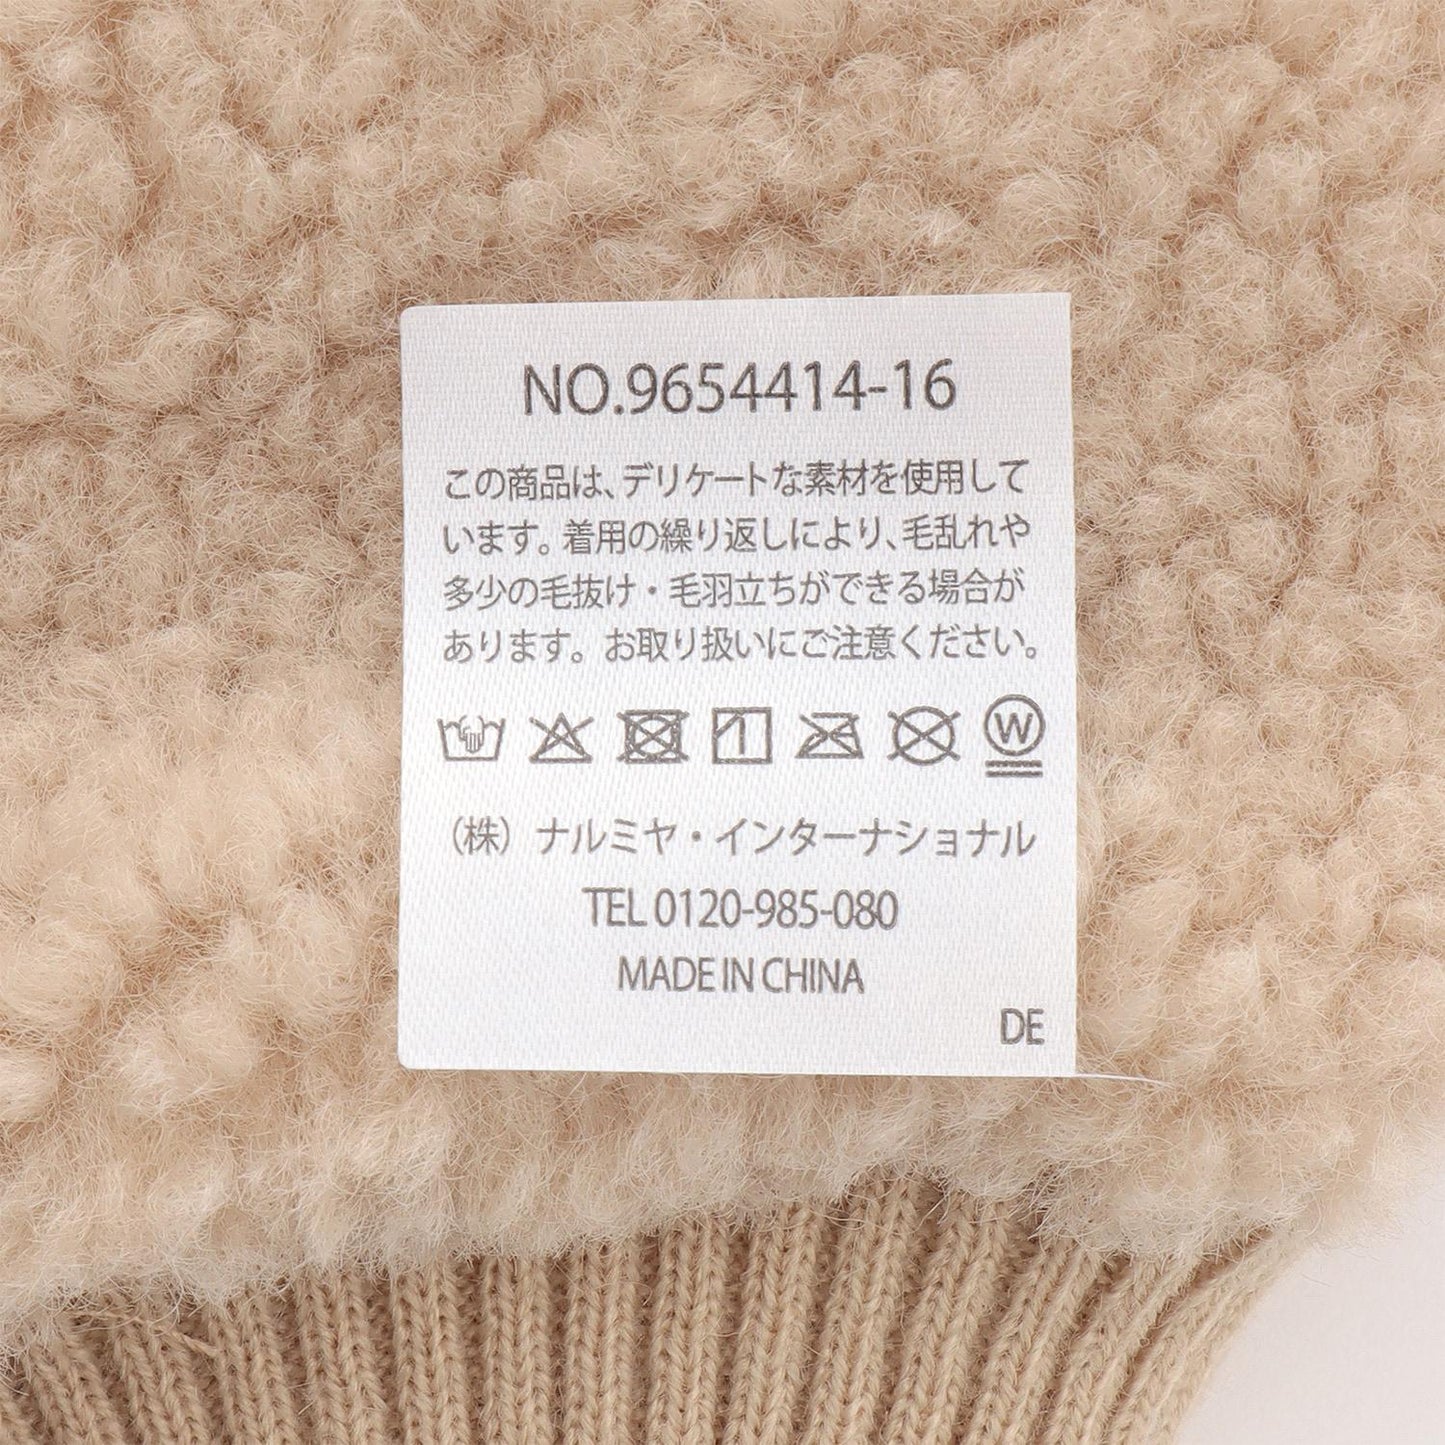 NO.9654414-16
この商品は、デリケートな素材を使用して
います。着用の繰り返しにより、毛乱れや
多少の毛抜け・毛羽立ちができる場合が
あります。お取り扱いにご注意ください。
W
（株）ナルミヤ・インターナショナル
TEL 0120-985-080
MADE IN CHINA
DE